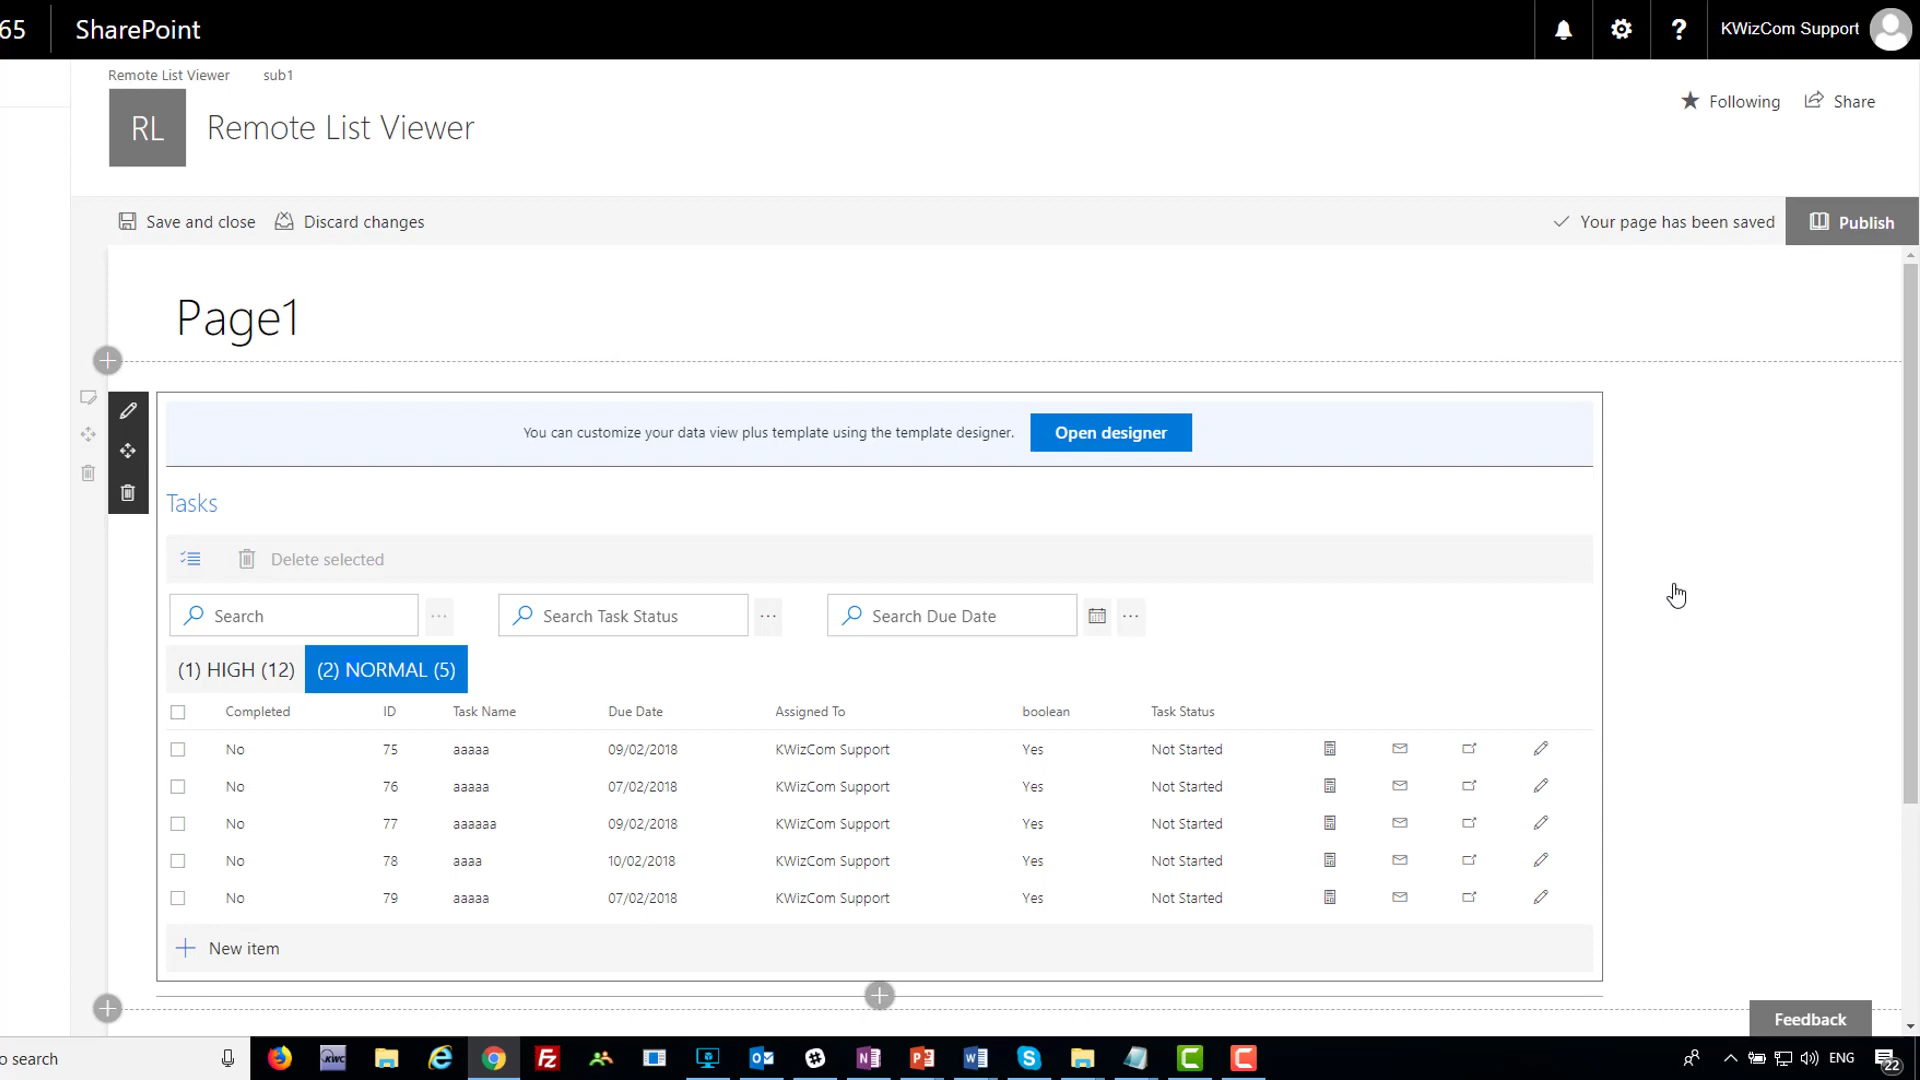 65 SharePoint KWizCom Support
Remote List Viewer sub1
RL Remote List Viewer
Following Share
Save and close Discard changes Your page has been saved Publish
Page1
You can customize your data view plus template using the template designer. Open designer
Tasks
Delete selected
Search ... Search Task Status ... Search Due Date ...
(1) HIGH (12) (2) NORMAL (5)
Completed ID Task Name Due Date Assigned To boolean Task Status
No 75 aaaaa 09/02/2018 KWizCom Support Yes Not Started
No 76 aaaaa 07/02/2018 KWizCom Support Yes Not Started
No 77 aaaaaa 09/02/2018 KWizCom Support Yes Not Started
No 78 aaaa 10/02/2018 KWizCom Support Yes Not Started
No 79 aaaaa 07/02/2018 KWizCom Support Yes Not Started
New item
Feedback
o search ENG 22